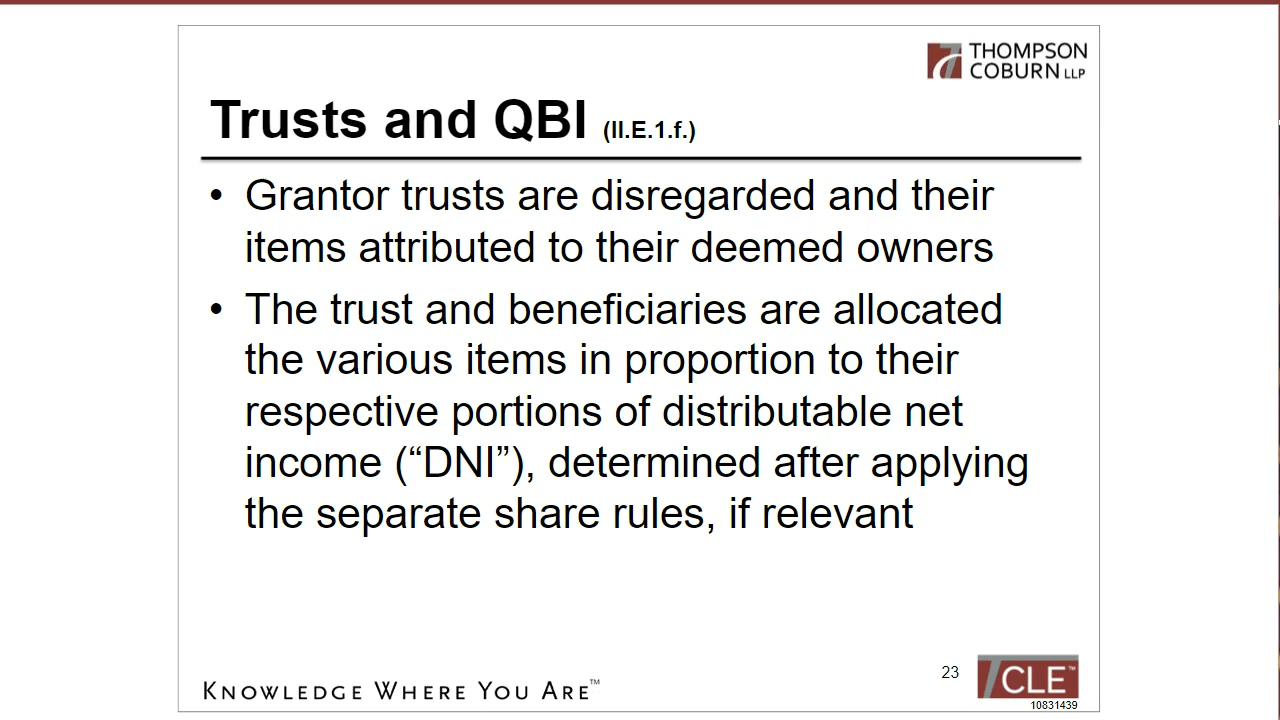 THOMPSON
COBURN LLP
Trusts and QBI (II.E.1.f.)
• Grantor trusts are disregarded and their
items attributed to their deemed owners
• The trust and beneficiaries are allocated
the various items in proportion to their
respective portions of distributable net
income (“DNI”), determined after applying
the separate share rules, if relevant
KNOWLEDGE WHERE YOU ARE™
23
TCLE™
10831439